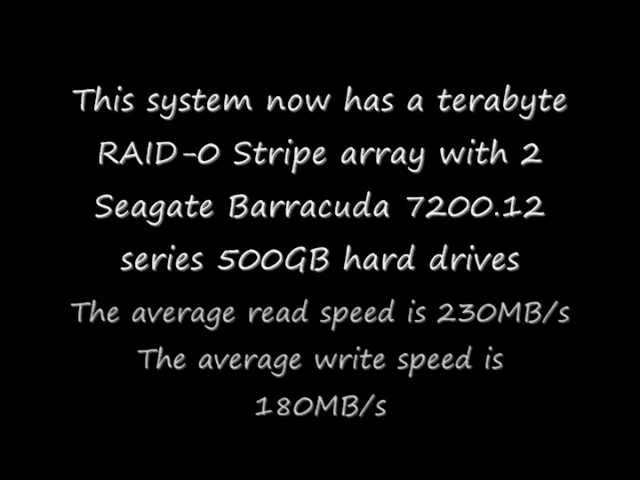 This system now has a terabyte
RAID-0 Stripe array with 2
Seagate Barracuda 7200.12
series 500GB hard drives
The average read speed is 230MB/s
The average write speed is
180MB/s